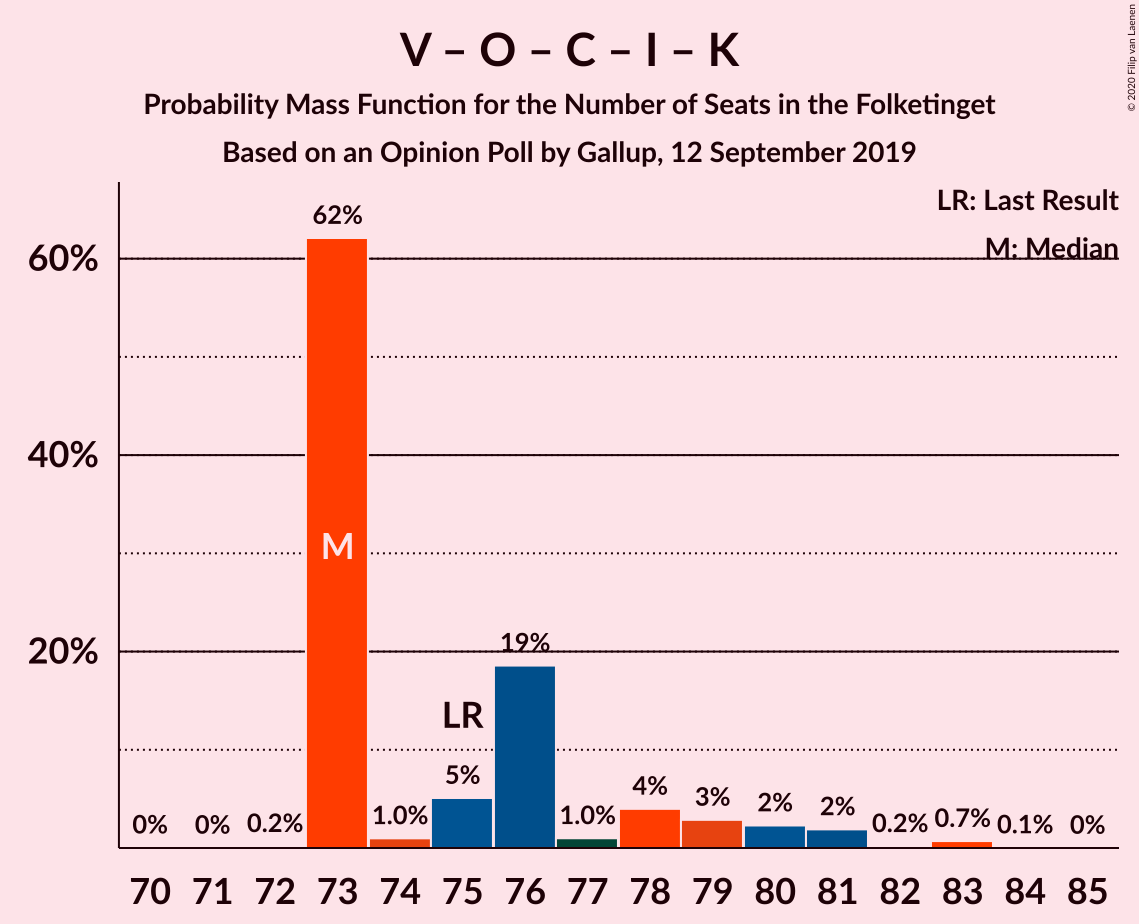 © 2020 Filip van Laenen
V – O – C – I – K
Probability Mass Function for the Number of Seats in the Folketinget
Based on an Opinion Poll by Gallup, 12 September 2019
LR: Last Result
M: Median
60%
40%
20%
62%
M
19%
LR
0% 0% 0.2% 1.0% 5% 1.0% 4% 3% 2% 2% 0.2% 0.7% 0.1% 0%
70 71 72 73 74 75 76 77 78 79 80 81 82 83 84 85